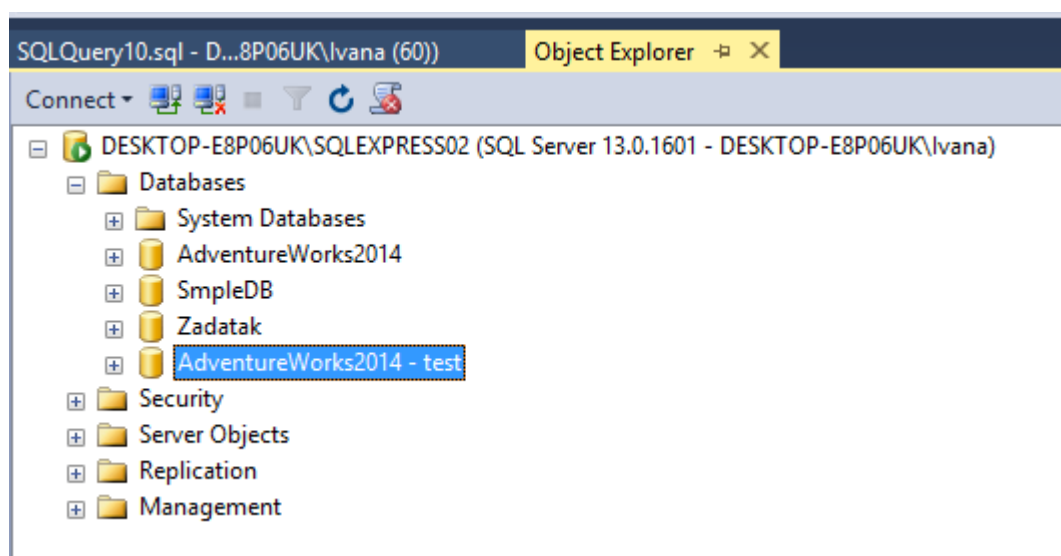 SQLQuery10.sql - D...8P06UK\Ivana (60)) Object Explorer
Connect
DESKTOP-E8P06UK\SQLEXPRESS02 (SQL Server 13.0.1601 - DESKTOP-E8P06UK\Ivana)
Databases
System Databases
AdventureWorks2014
SmpleDB
Zadatak
AdventureWorks2014 - test
Security
Server Objects
Replication
Management